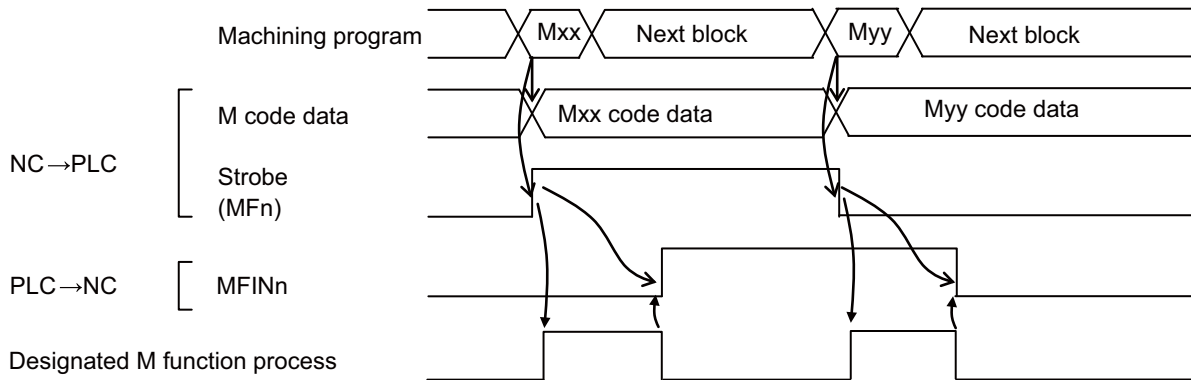 Machining program
Mxx
Next block
Myy
Next block
M code data
Mxx code data
Myy code data
NC→PLC
Strobe
(MFn)
PLC→NC
MFINn
Designated M function process